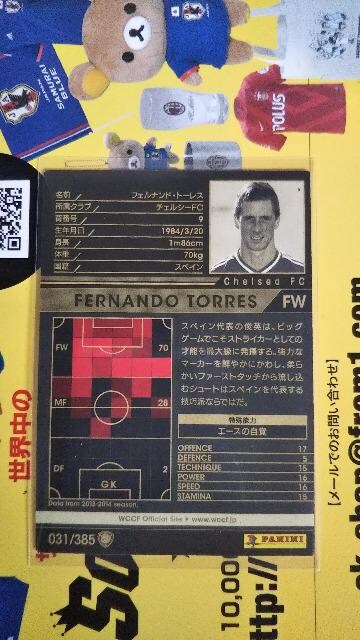 SAMURAI
BLUE
POLUS
名前 フェルナンド・トーレス
所属クラブ チェルシーFC
背番号 9
生年月日 1984/3/20
身長 1m86cm
体重 70kg
国籍 スペイン
Chelsea FC
FERNANDO TORRES FW
FW 70
MF 28
DF 2
GK
Data from 2013-2014 season.
スペイン代表の俊英は、ビッグ
ゲームでこそストライカーとしての
才能を最大級に発揮する。強力な
マーカーを鮮やかにかわし、柔ら
かいファーストタッチから流し込
むシュートはスペインを代表する
技巧派ならではだ。
特殊能力
エースの自覚
OFFENCE 17
DEFENCE 5
TECHNIQUE 15
POWER 16
SPEED 16
STAMINA 15
WCCF Official Site ▶ www.wccf.jp
031/385
PANINI
世界中の
So
10,00
http://
【メールでのお問い合わせ】